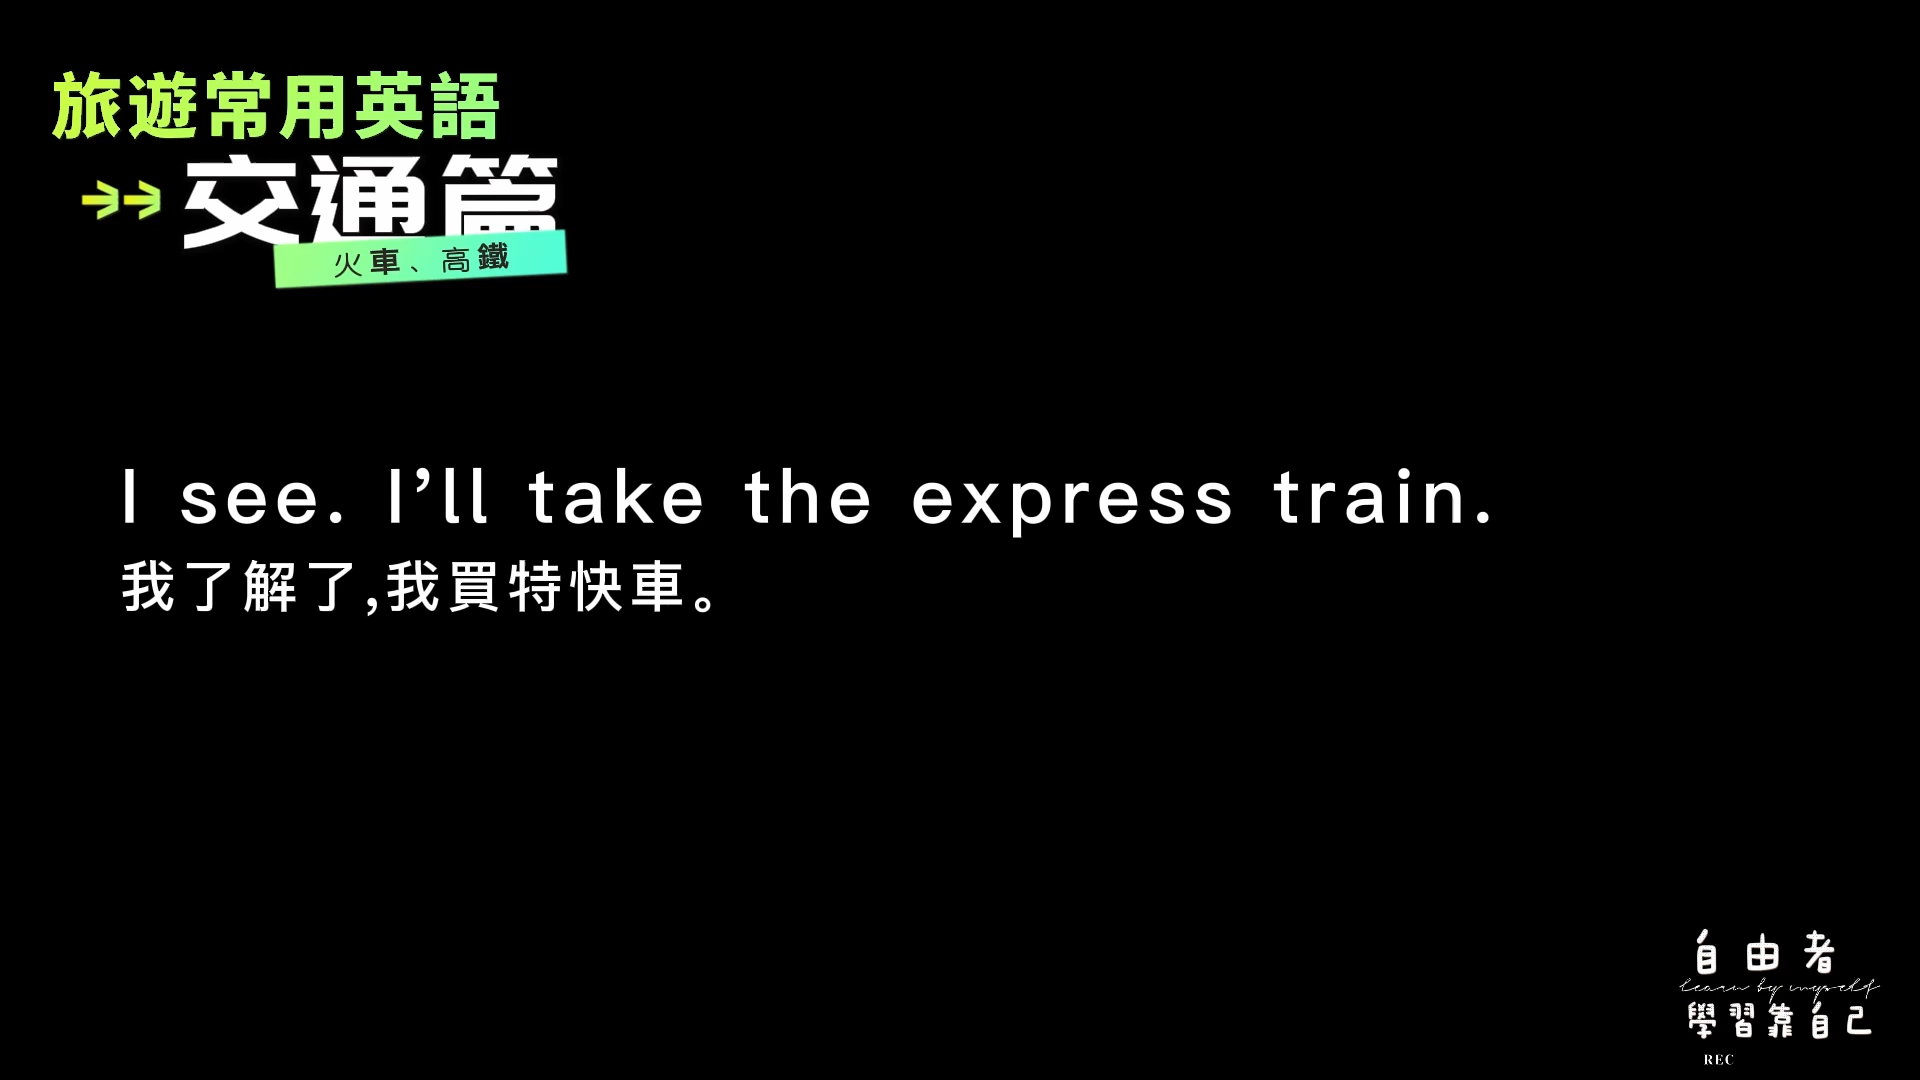 旅遊常用英語
交通篇
火車、高鐵
I see. I’ll take the express train.
我了解了,我買特快車。
自由者
learn by myself
學習靠自己
REC